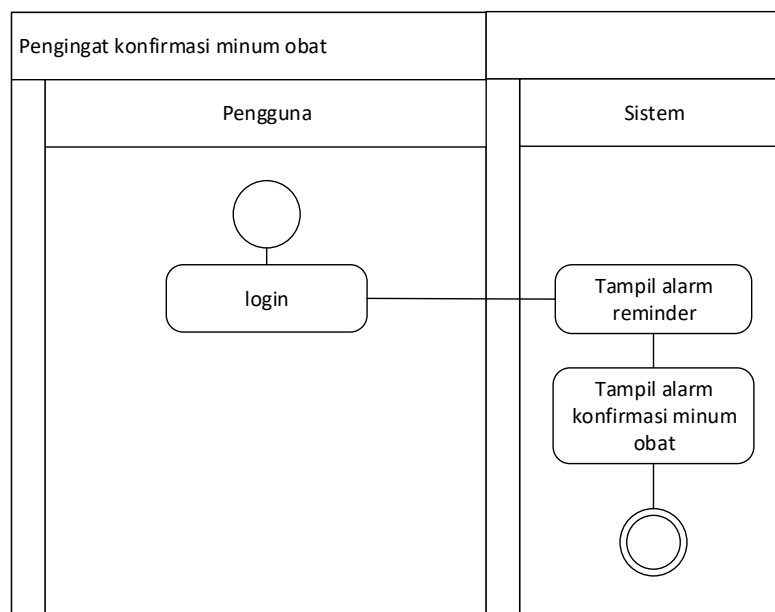 Pengingat konfirmasi minum obat
Pengguna
Sistem
login
Tampil alarm
reminder
Tampil alarm
konfirmasi minum
obat